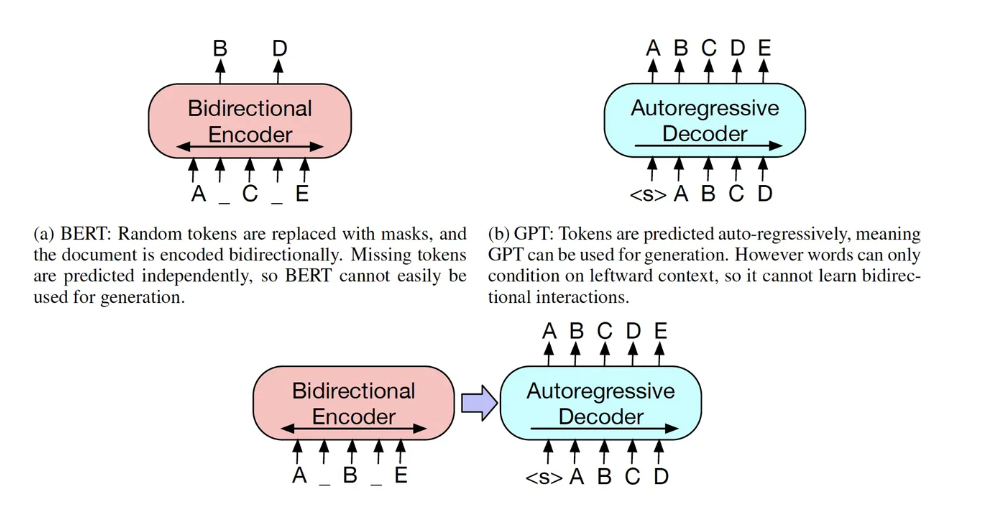 B D
Bidirectional
Encoder
A _ C _ E
A B C D E
Autoregressive
Decoder
<s> A B C D
(a) BERT: Random tokens are replaced with masks, and
the document is encoded bidirectionally. Missing tokens
are predicted independently, so BERT cannot easily be
used for generation.
(b) GPT: Tokens are predicted auto-regressively, meaning
GPT can be used for generation. However words can only
condition on leftward context, so it cannot learn bidirec-
tional interactions.
Bidirectional
Encoder
A _ B _ E
A B C D E
Autoregressive
Decoder
<s> A B C D